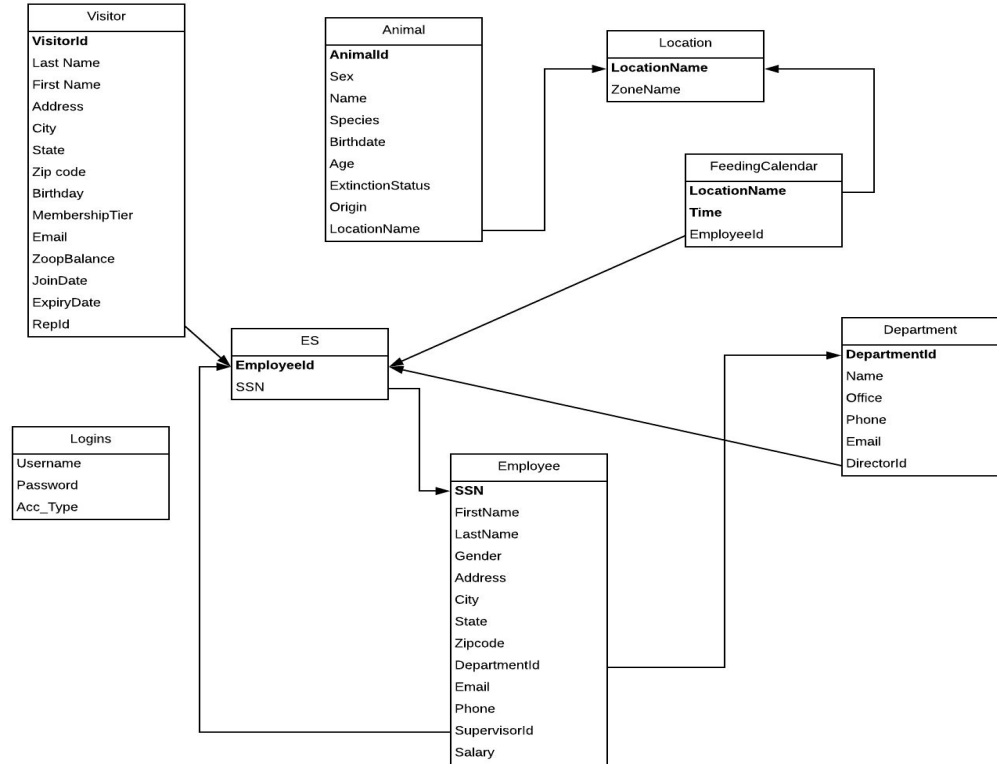 Visitor
VisitorId
Last Name
First Name
Address
City
State
Zip code
Birthday
MembershipTier
Email
ZoopBalance
JoinDate
ExpiryDate
RepId
Animal
AnimalId
Sex
Name
Species
Birthdate
Age
ExtinctionStatus
Origin
LocationName
Location
LocationName
ZoneName
FeedingCalendar
LocationName
Time
EmployeeId
ES
EmployeeId
SSN
Department
DepartmentId
Name
Office
Phone
Email
DirectorId
Logins
Username
Password
Acc_Type
Employee
SSN
FirstName
LastName
Gender
Address
City
State
Zipcode
DepartmentId
Email
Phone
SupervisorId
Salary